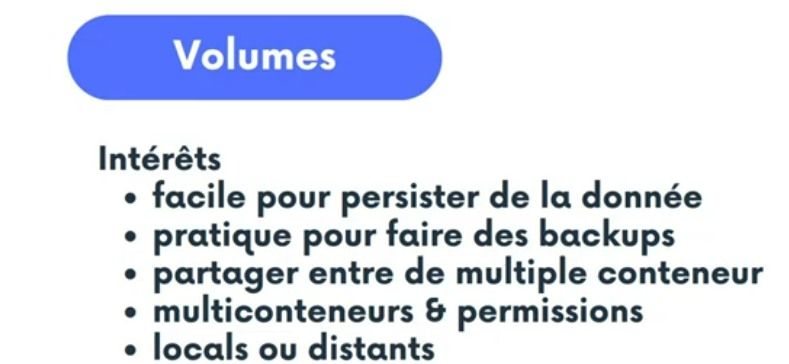 Volumes
Intérêts
• facile pour persister de la donnée
• pratique pour faire des backups
• partager entre de multiple conteneur
• multiconteneurs & permissions
• locals ou distants